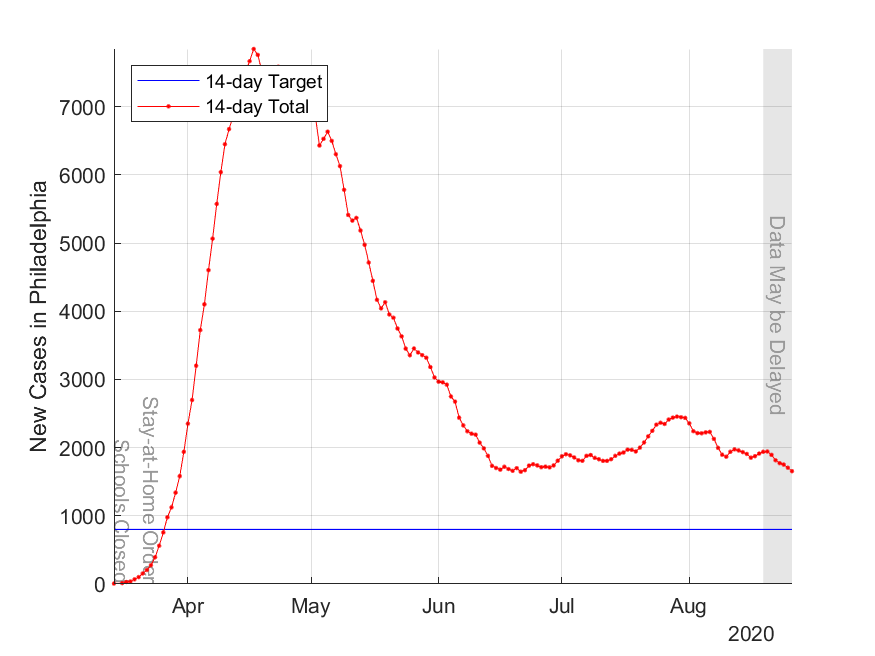 14-day Target
14-day Total
New Cases in Philadelphia
7000
6000
5000
4000
3000
2000
1000
0
Schools Closed
Stay-at-Home Order
Data May be Delayed
Apr
May
Jun
Jul
Aug
2020